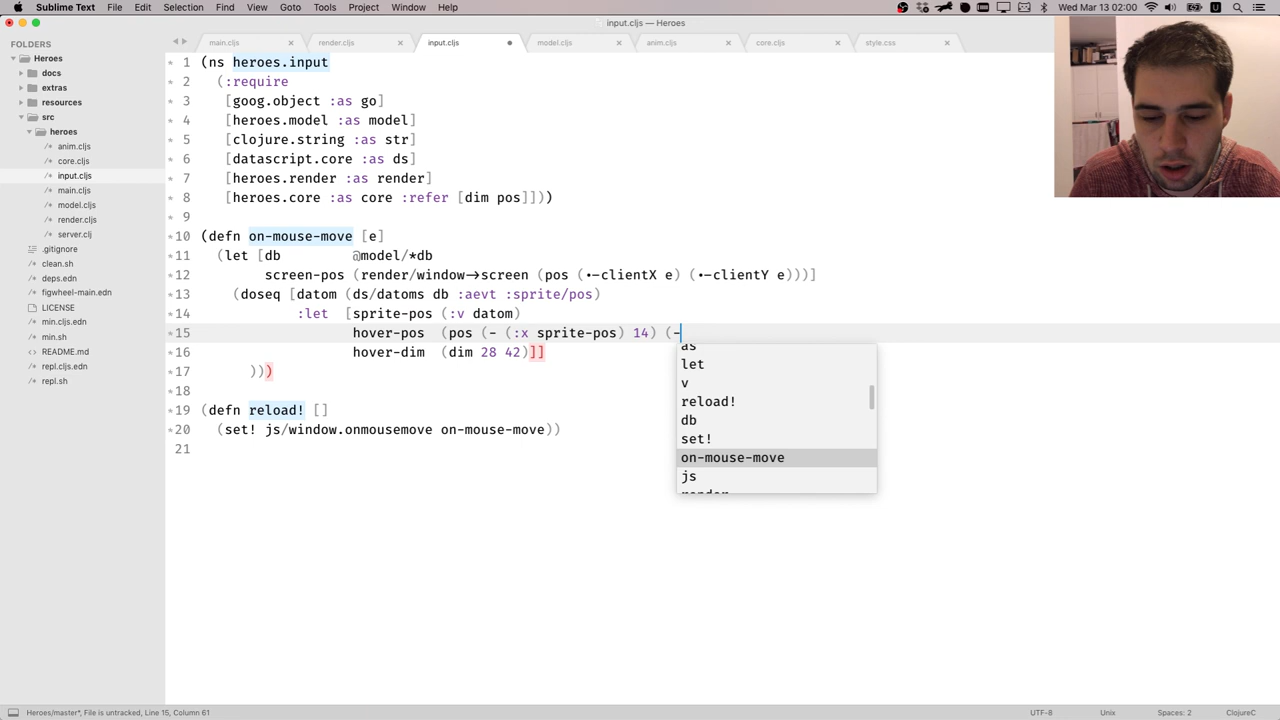 Sublime Text File Edit Selection Find View Goto Tools Project Window Help Wed Mar 13 00:00
input.cljs — Heroes
FOLDERS
Heroes
docs
extras
resources
src
heroes
anim.cljs
core.cljs
input.cljs
main.cljs
model.cljs
render.cljs
server.clj
.gitignore
clean.sh
deps.edn
figwheel-main.edn
LICENSE
min.cljs.edn
min.sh
README.md
repl.cljs.edn
repl.sh
main.cljs render.cljs input.cljs model.cljs anim.cljs core.cljs style.css
1 (ns heroes.input
2 (:require
3 [goog.object :as go]
4 [heroes.model :as model]
5 [clojure.string :as str]
6 [datascript.core :as ds]
7 [heroes.render :as render]
8 [heroes.core :as core :refer [dim pos]]))
9
10 (defn on-mouse-move [e]
11 (let [db @model/*db
12 screen-pos (render/window->screen (pos (.-clientX e) (.-clientY e)))]
13 (doseq [datom (ds/datoms db :aevt :sprite/pos)
14 :let [sprite-pos (:v datom)
15 hover-pos (pos (- (:x sprite-pos) 14) (-
16 hover-dim (dim 28 42)]]
17 )))
18
19 (defn reload! []
20 (set! js/window.onmousemove on-mouse-move))
21
as
let
v
reload!
db
set!
on-mouse-move
js
Heroes/master*, File is untracked, Line 15, Column 61 UTF-8 Unix Spaces: 2 ClojureC